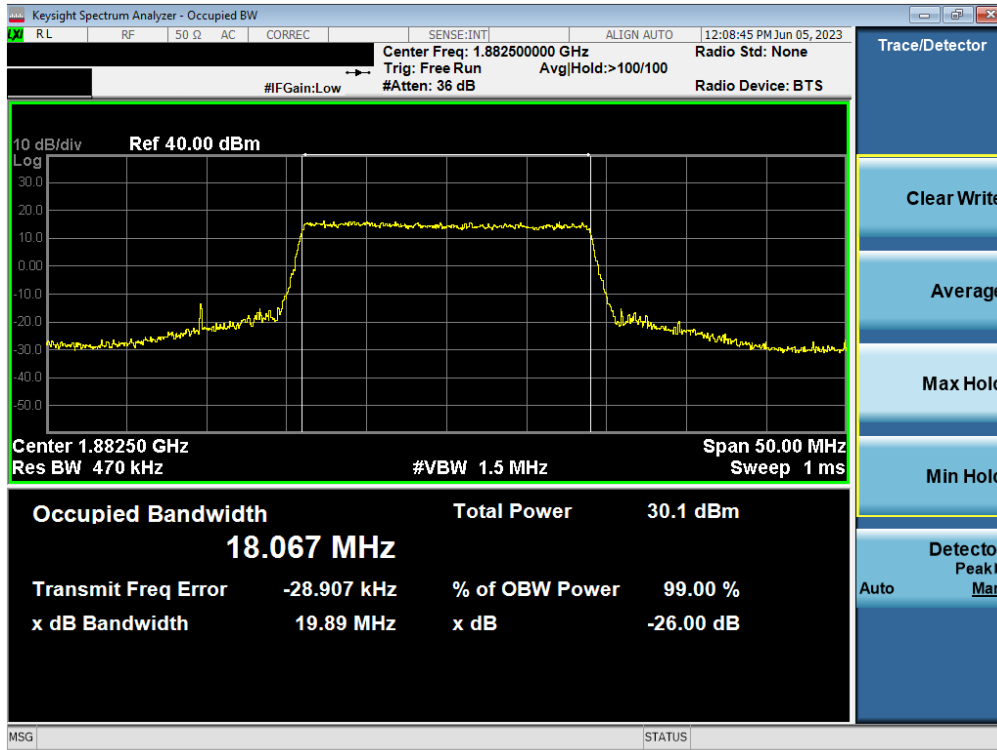 Keysight Spectrum Analyzer - Occupied BW
LXI RL RF 50 Ω AC CORREC SENSE:INT ALIGN AUTO 12:08:45 PM Jun 05, 2023
Center Freq: 1.882500000 GHz Radio Std: None
Trig: Free Run Avg|Hold:>100/100
#IFGain:Low #Atten: 36 dB Radio Device: BTS
Trace/Detector
10 dB/div Ref 40.00 dBm
Log
30.0
20.0
10.0
0.00
-10.0
-20.0
-30.0
-40.0
-50.0
Center 1.88250 GHz Span 50.00 MHz
Res BW 470 kHz #VBW 1.5 MHz Sweep 1 ms
Occupied Bandwidth Total Power 30.1 dBm
18.067 MHz
Transmit Freq Error -28.907 kHz % of OBW Power 99.00 %
x dB Bandwidth 19.89 MHz x dB -26.00 dB
Clear Write
Average
Max Hold
Min Hold
Detecto
Peak
Auto Man
MSG STATUS